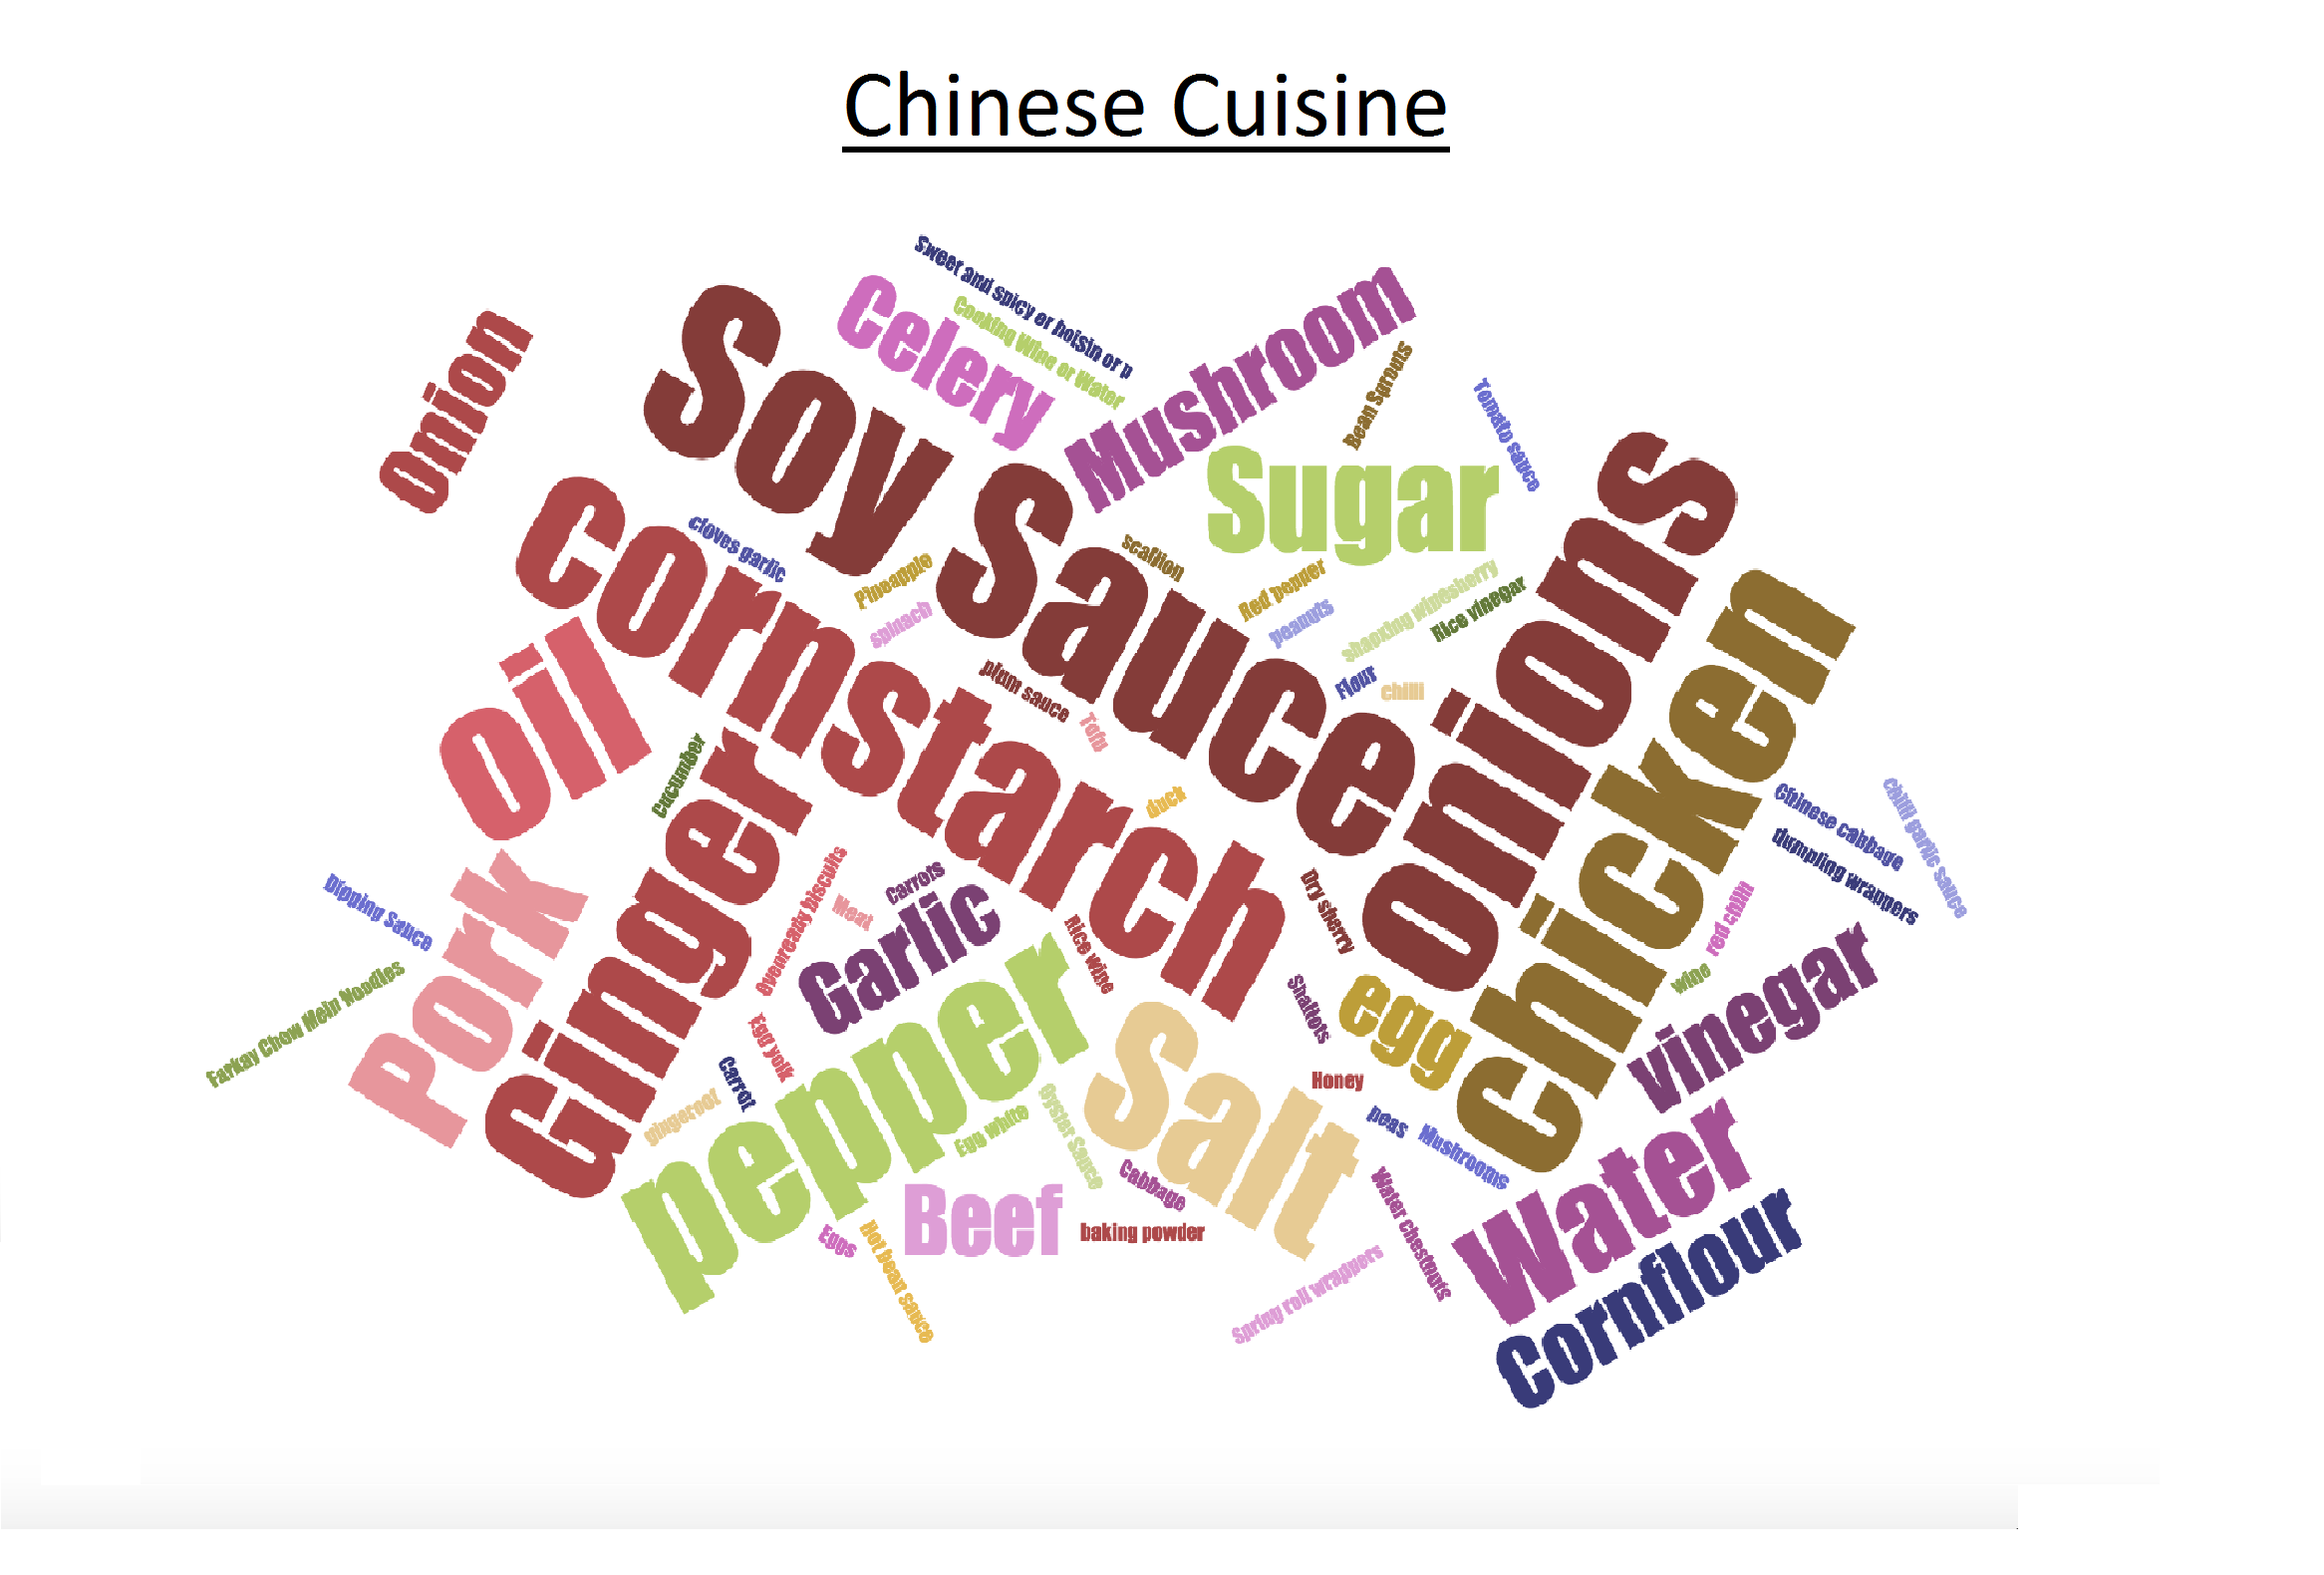 Chinese Cuisine
Sweet and spicy or hoisin or p
Cooking Wine or Water
Celery
Mushroom
onion
Soy Sauce
Bean Sprouts
Tomato sauce
Sugar
onions
Cornstarch
cloves garlic
Pineapple
spinach
scallion
Red pepper
peanuts
Shaoxing winesherry
Rice vinegar
Flour
chilli
chicken
oil
plum sauce
Tofu
cucumber
duck
Ginger
Chinese cabbage
dumpling wrappers
chili garlic sauce
Pork
Dipping Sauce
Farkay Chow Mein Noodles
Ovenready biscuits
Meat
Carrots
Garlic
Rice wine
Dry sherry
red chilli
wine
vinegar
Shallots
egg
pepper
salt
Egg yolk
Carrot
gingeroot
Honey
peas
Mushrooms
Egg white
oyster Sauce
Cabbage
Water
Water Chestnuts
Beef
baking powder
Eggs
Hot bean sauce
Spring roll wrappers
Cornflour